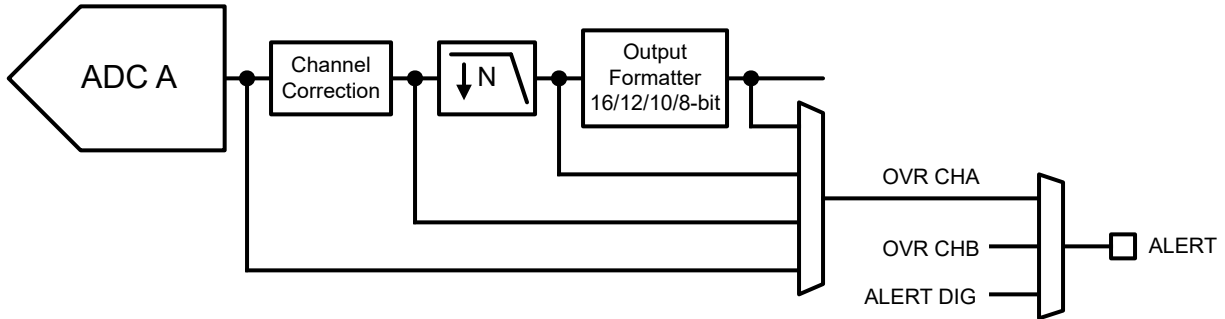 ADC A
Channel
Correction
N
Output
Formatter
16/12/10/8-bit
OVR CHA
OVR CHB
ALERT
ALERT DIG